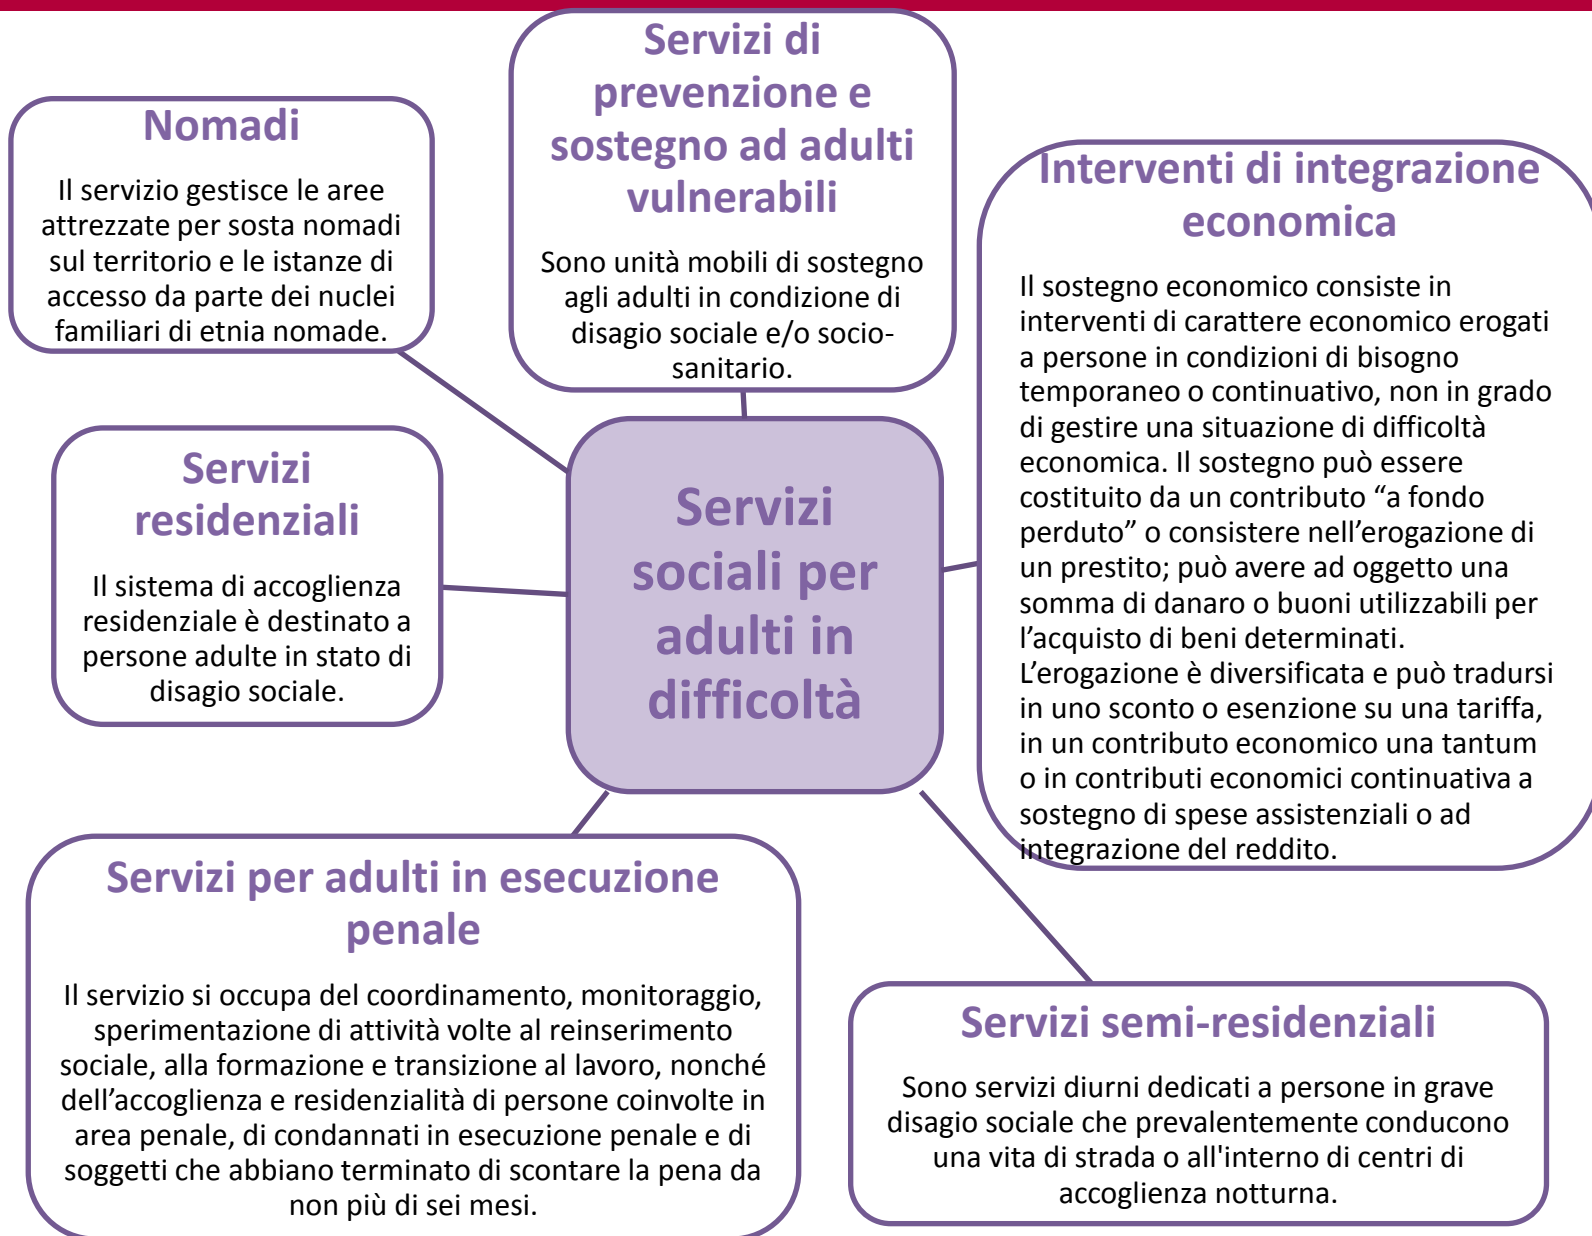 Servizi di
prevenzione e
sostegno ad adulti
vulnerabili
Sono unità mobili di sostegno
agli adulti in condizione di
disagio sociale e/o socio-
sanitario.
Nomadi
Il servizio gestisce le aree
attrezzate per sosta nomadi
sul territorio e le istanze di
accesso da parte dei nuclei
familiari di etnia nomade.
Interventi di integrazione
economica
Il sostegno economico consiste in
interventi di carattere economico erogati
a persone in condizioni di bisogno
temporaneo o continuativo, non in grado
di gestire una situazione di difficoltà
economica. Il sostegno può essere
costituito da un contributo “a fondo
perduto” o consistere nell’erogazione di
un prestito; può avere ad oggetto una
somma di danaro o buoni utilizzabili per
l’acquisto di beni determinati.
L’erogazione è diversificata e può tradursi
in uno sconto o esenzione su una tariffa,
in un contributo economico una tantum
o in contributi economici continuativa a
sostegno di spese assistenziali o ad
integrazione del reddito.
Servizi
residenziali
Il sistema di accoglienza
residenziale è destinato a
persone adulte in stato di
disagio sociale.
Servizi
sociali per
adulti in
difficoltà
Servizi per adulti in esecuzione
penale
Il servizio si occupa del coordinamento, monitoraggio,
sperimentazione di attività volte al reinserimento
sociale, alla formazione e transizione al lavoro, nonché
dell’accoglienza e residenzialità di persone coinvolte in
area penale, di condannati in esecuzione penale e di
soggetti che abbiano terminato di scontare la pena da
non più di sei mesi.
Servizi semi-residenziali
Sono servizi diurni dedicati a persone in grave
disagio sociale che prevalentemente conducono
una vita di strada o all'interno di centri di
accoglienza notturna.